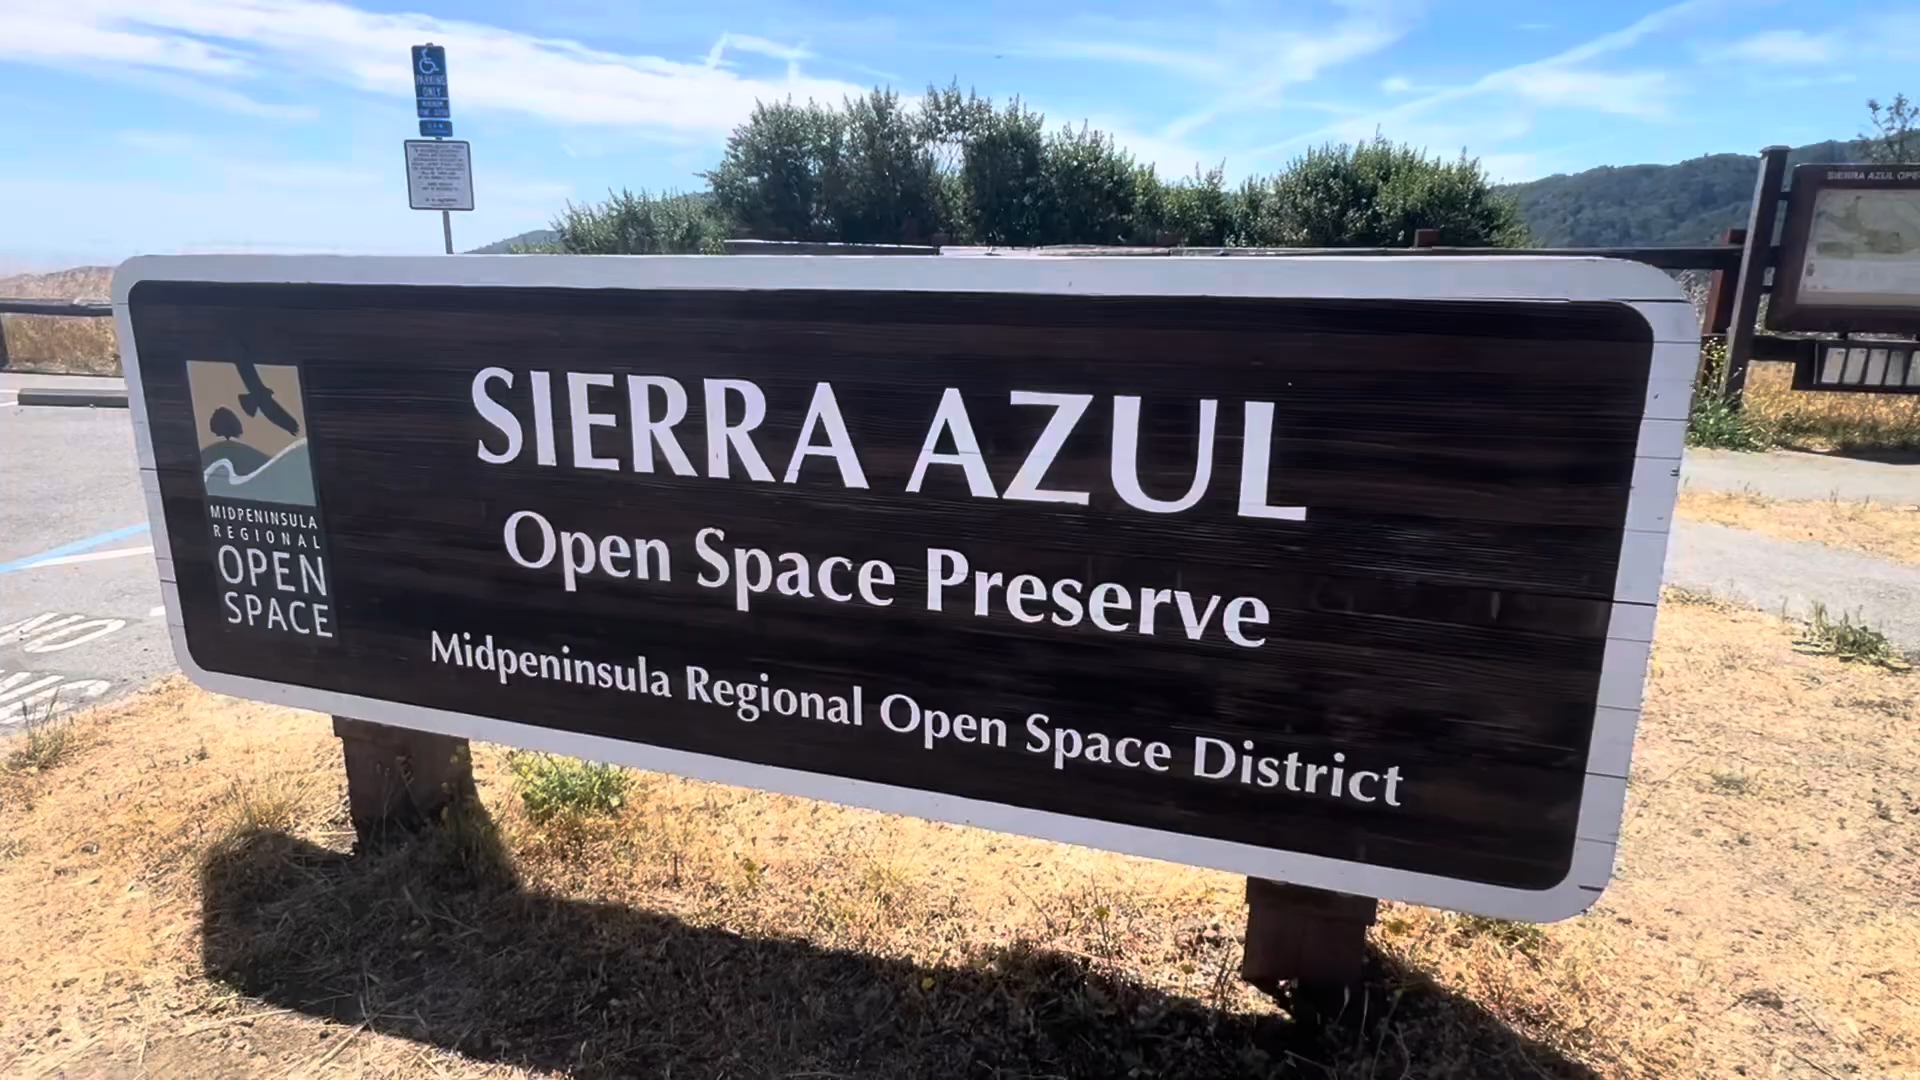 PARKING
ONLY
SIERRA AZUL OPE
SIERRA AZUL
Open Space Preserve
Midpeninsula Regional Open Space District
MIDPENINSULA
REGIONAL
OPEN
SPACE
NO